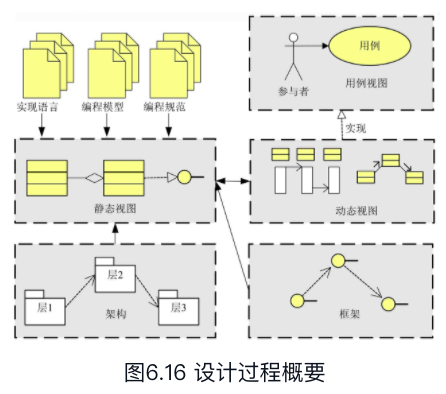 用例
参与者
用例视图
实现语言 编程模型 编程规范
实现
静态视图
动态视图
层1 层2 层3
架构
框架
图6.16 设计过程概要